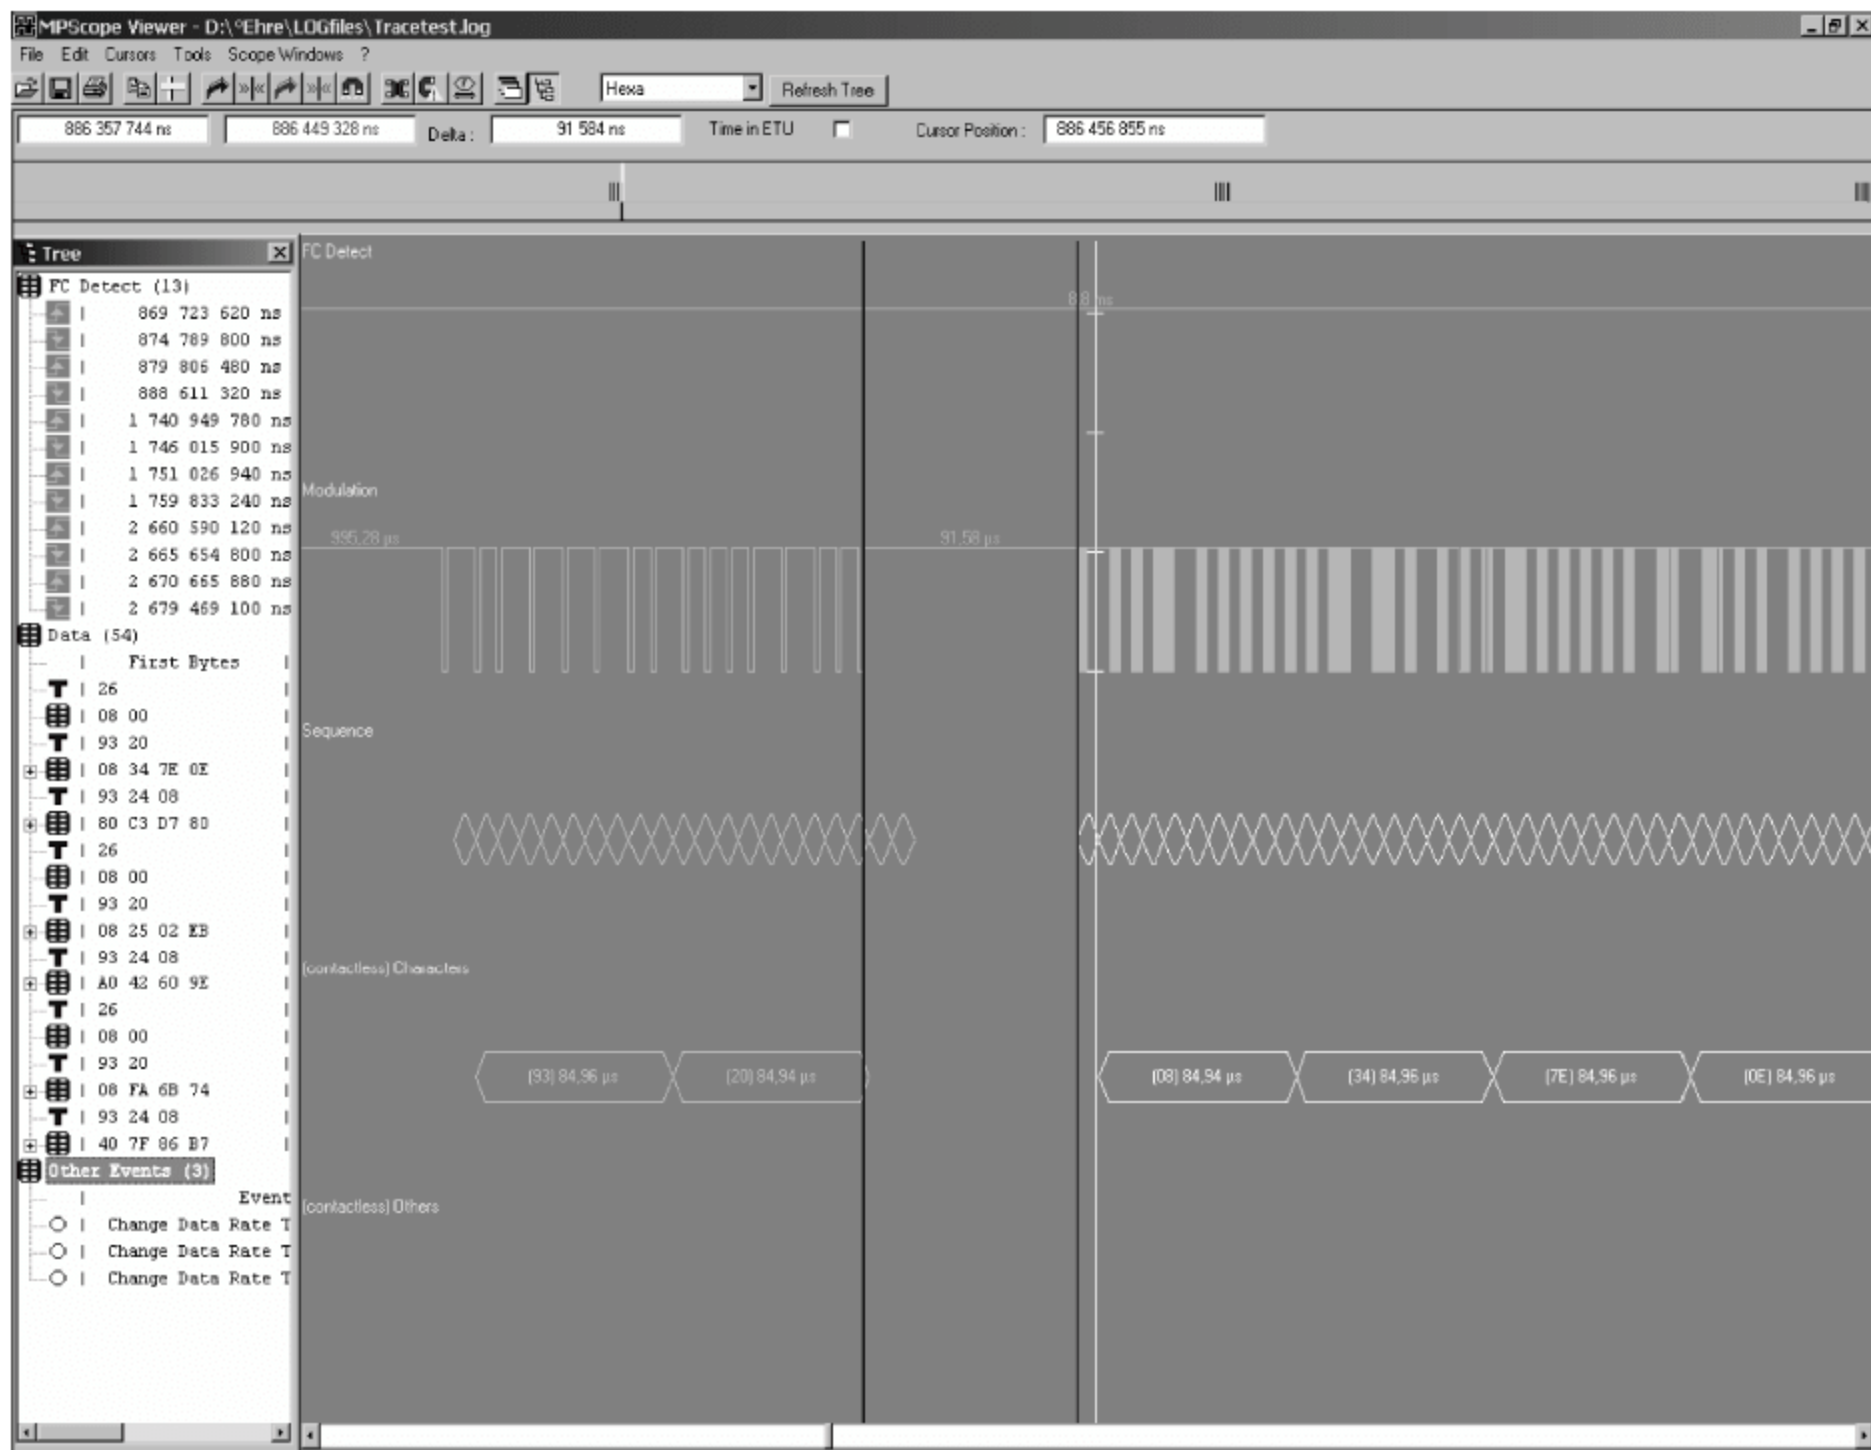 MPScope Viewer - D:\ºEhre\LOGfiles\Tracetest.log
File Edit Cursors Tools Scope Windows ?
Hexa Refresh Tree
886 357 744 ns 886 449 328 ns Delta : 91 584 ns Time in ETU Cursor Position : 886 456 855 ns
Tree
FC Detect (13)
869 723 620 ns
874 789 800 ns
879 806 480 ns
888 611 320 ns
1 740 949 780 ns
1 746 015 900 ns
1 751 026 940 ns
1 759 833 240 ns
2 660 590 120 ns
2 665 654 800 ns
2 670 665 880 ns
2 679 469 100 ns
Data (54)
First Bytes
T 26
08 00
T 93 20
08 34 7E 0E
T 93 24 08
80 C3 D7 80
T 26
08 00
T 93 20
08 25 02 EB
T 93 24 08
A0 42 60 9E
T 26
08 00
T 93 20
08 FA 6B 74
T 93 24 08
40 7F 86 B7
Other Events (3)
Event
Change Data Rate T
Change Data Rate T
Change Data Rate T
FC Detect
8.8 ms
Modulation
995,28 µs 91,58 µs
Sequence
(contactless) Characters
(93) 84,96 µs (20) 84,94 µs (08) 84,94 µs (34) 84,96 µs (7E) 84,96 µs (0E) 84,96 µs
(contactless) Others